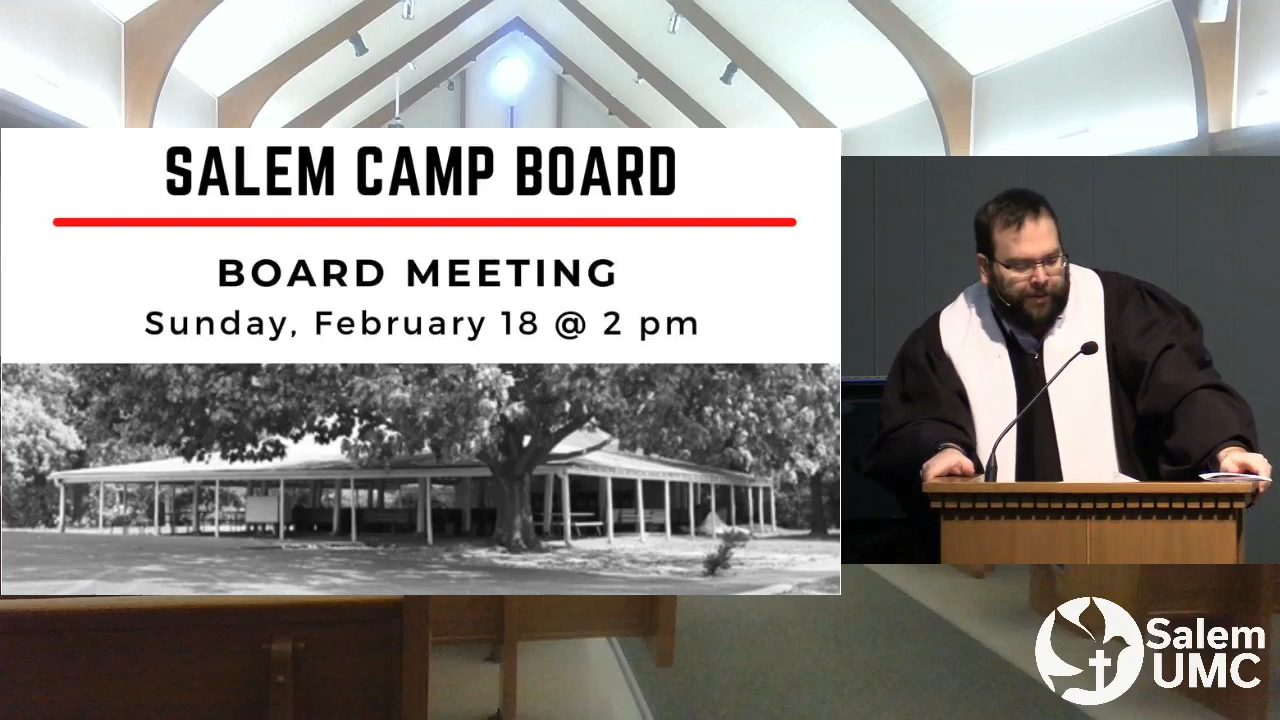 SALEM CAMP BOARD
BOARD MEETING
Sunday, February 18 @ 2 pm
Salem
UMC